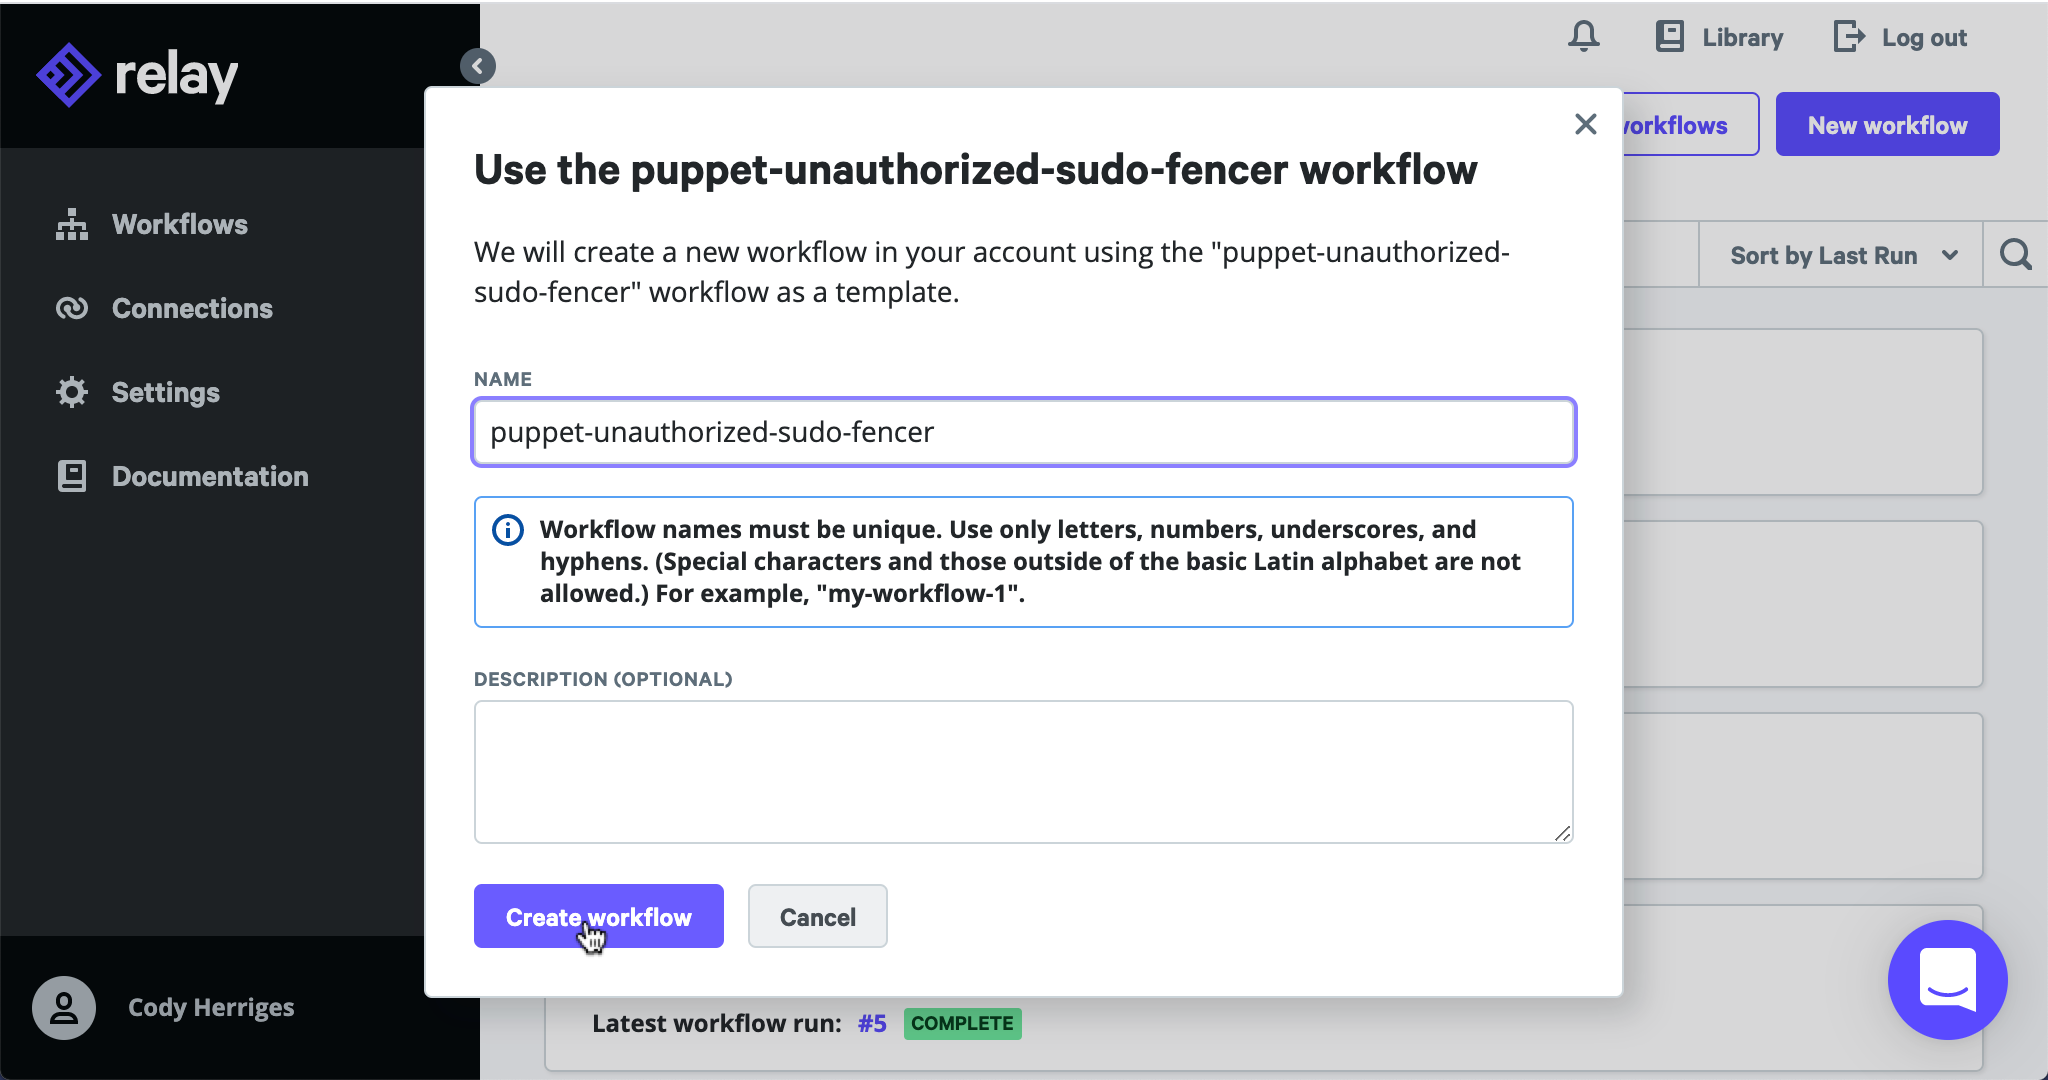 relay
Library
Log out
workflows
New workflow
Workflows
Connections
Settings
Documentation
Cody Herriges
Sort by Last Run
Use the puppet-unauthorized-sudo-fencer workflow
We will create a new workflow in your account using the "puppet-unauthorized-
sudo-fencer" workflow as a template.
NAME
puppet-unauthorized-sudo-fencer
Workflow names must be unique. Use only letters, numbers, underscores, and
hyphens. (Special characters and those outside of the basic Latin alphabet are not
allowed.) For example, "my-workflow-1".
DESCRIPTION (OPTIONAL)
Create workflow
Cancel
Latest workflow run: #5 COMPLETE